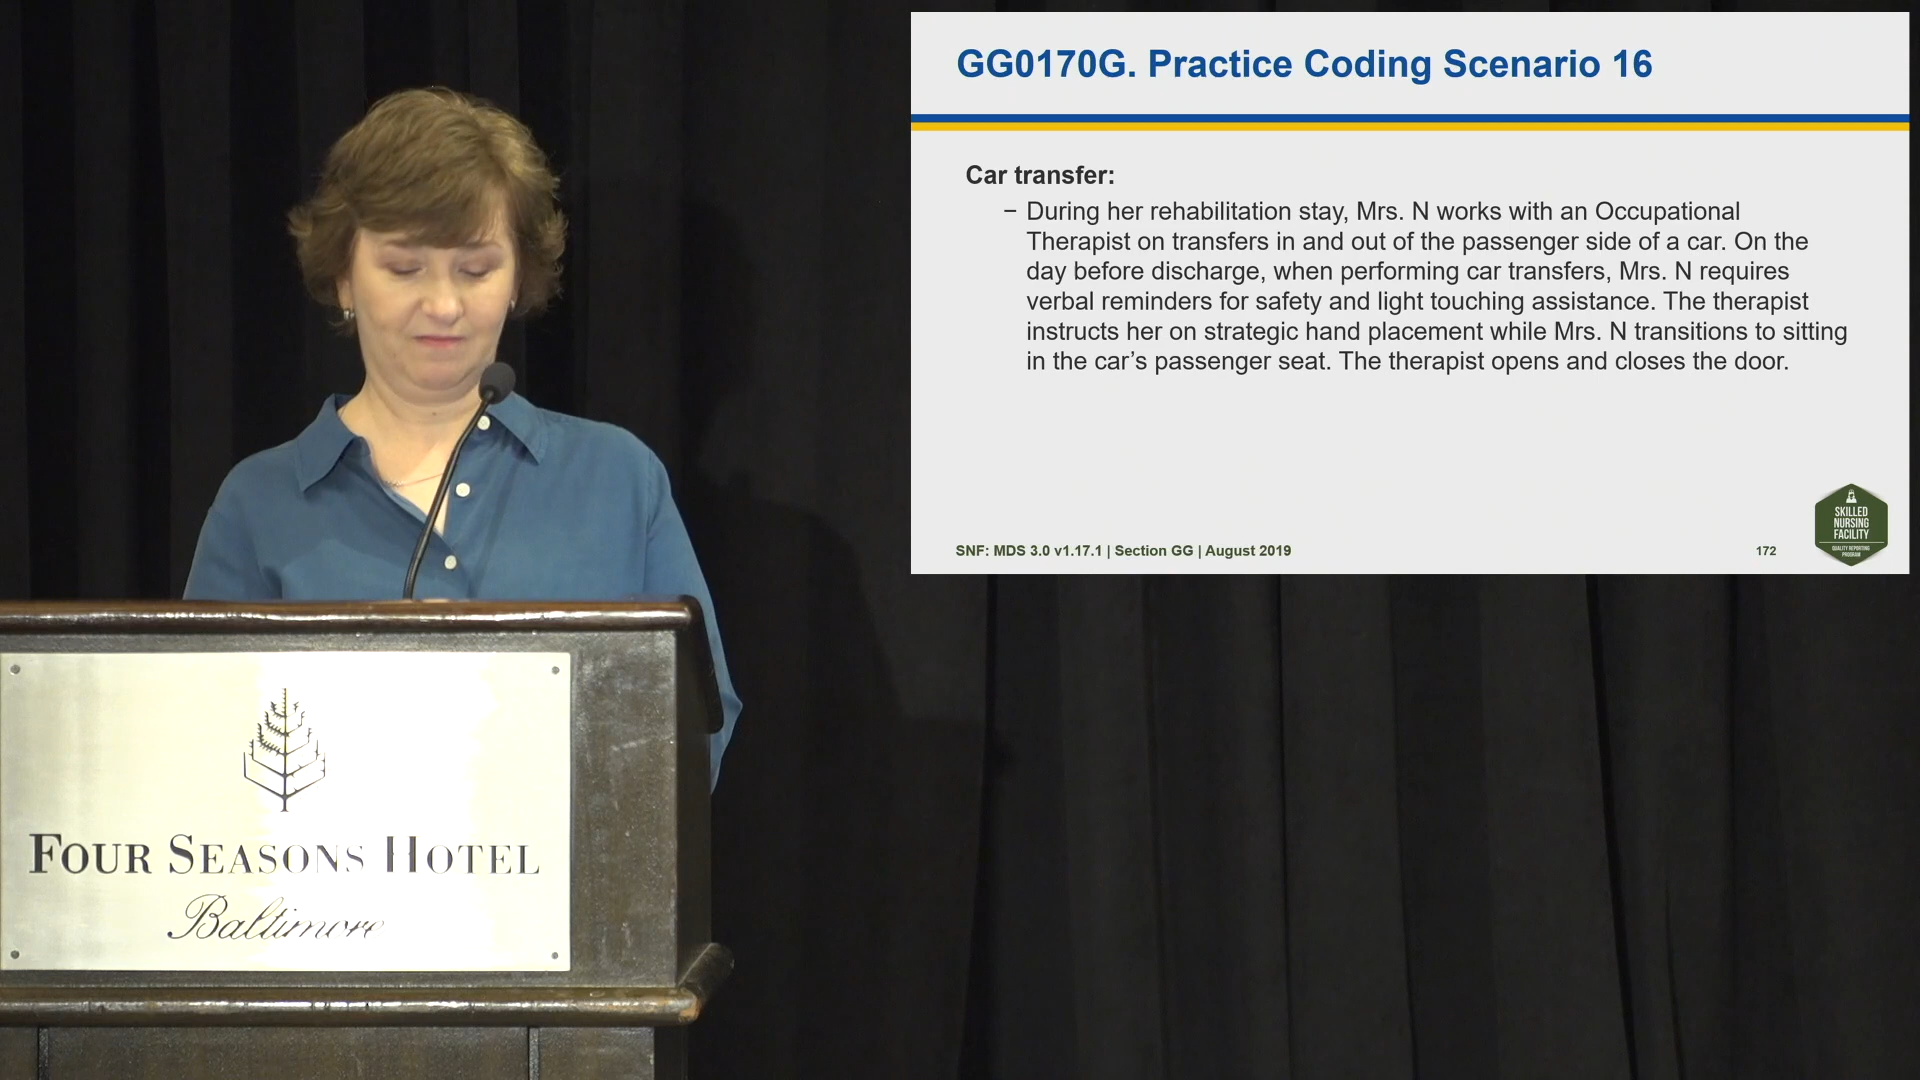 GG0170G. Practice Coding Scenario 16
Car transfer:
− During her rehabilitation stay, Mrs. N works with an Occupational
Therapist on transfers in and out of the passenger side of a car. On the
day before discharge, when performing car transfers, Mrs. N requires
verbal reminders for safety and light touching assistance. The therapist
instructs her on strategic hand placement while Mrs. N transitions to sitting
in the car’s passenger seat. The therapist opens and closes the door.
SNF: MDS 3.0 v1.17.1 | Section GG | August 2019
172
SKILLED
NURSING
FACILITY
QUALITY REPORTING
PROGRAM
FOUR SEASONS HOTEL
Baltimore